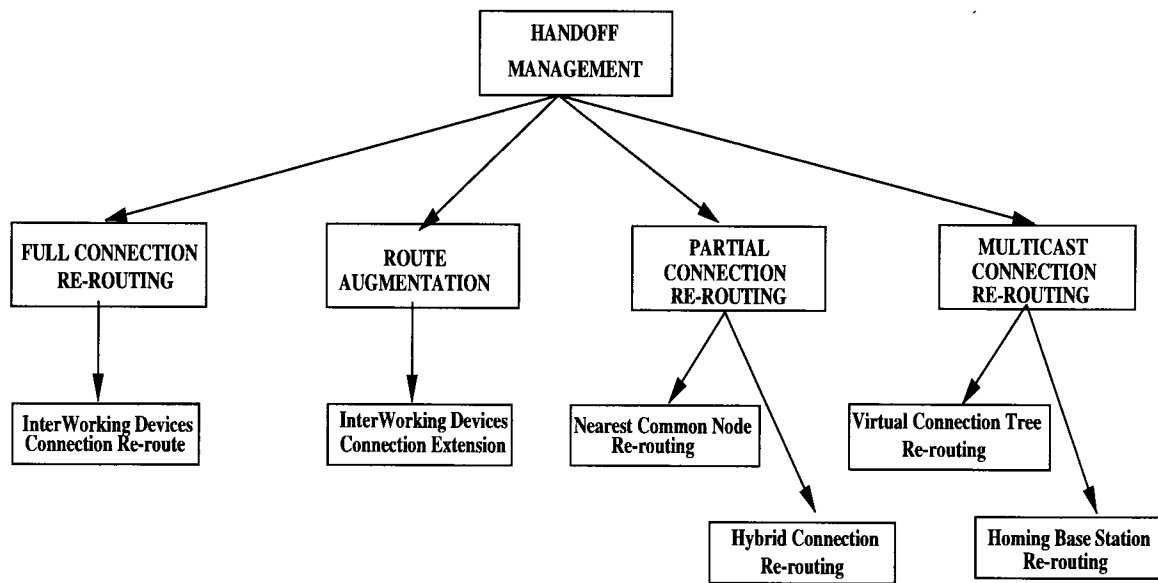 HANDOFF
MANAGEMENT
FULL CONNECTION
RE-ROUTING
ROUTE
AUGMENTATION
PARTIAL
CONNECTION
RE-ROUTING
MULTICAST
CONNECTION
RE-ROUTING
InterWorking Devices
Connection Re-route
InterWorking Devices
Connection Extension
Nearest Common Node
Re-routing
Virtual Connection Tree
Re-routing
Hybrid Connection
Re-routing
Homing Base Station
Re-routing